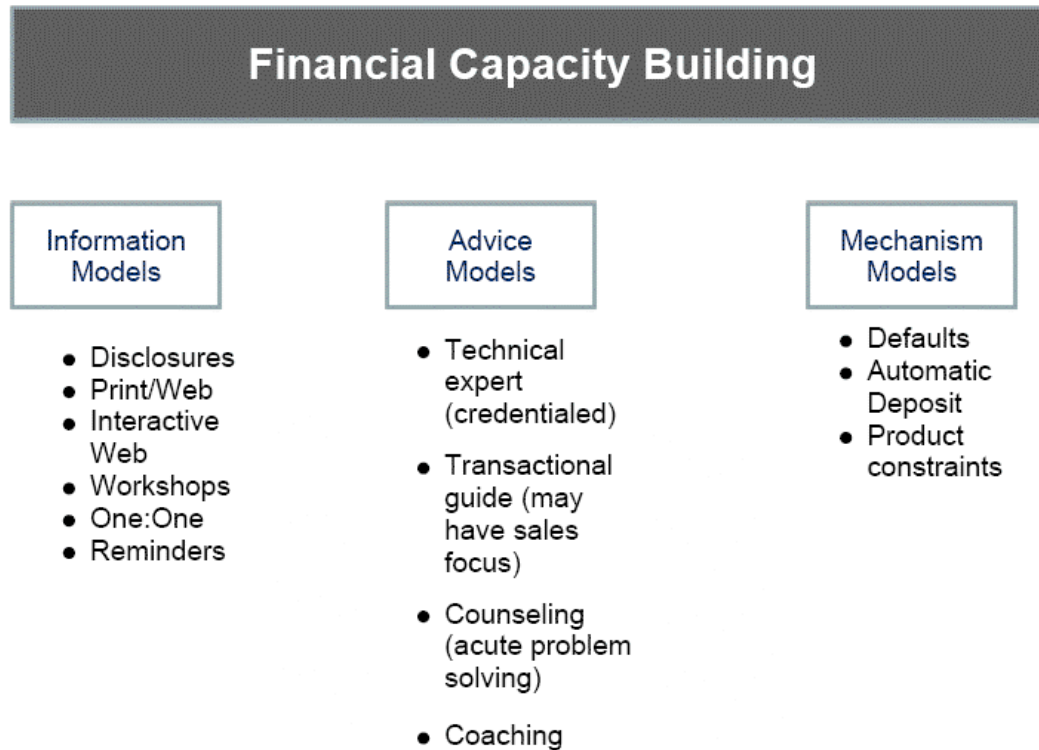 Financial Capacity Building
Information
Models
● Disclosures
● Print/Web
● Interactive
Web
● Workshops
● One:One
● Reminders
Advice
Models
● Technical
expert
(credentialed)
● Transactional
guide (may
have sales
focus)
● Counseling
(acute problem
solving)
● Coaching
Mechanism
Models
● Defaults
● Automatic
Deposit
● Product
constraints